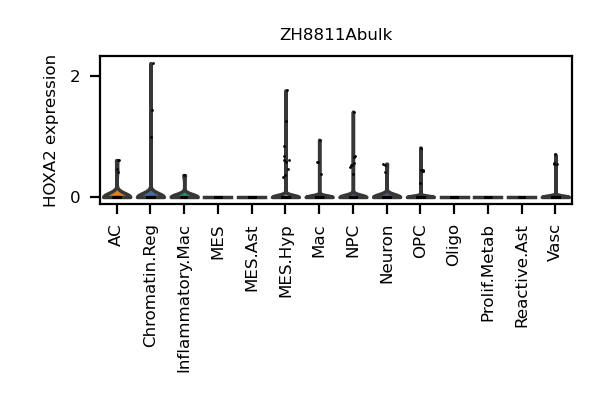 ZH8811Abulk
HOXA2 expression
2
0
AC
Chromatin.Reg
Inflammatory.Mac
MES
MES.Ast
MES.Hyp
Mac
NPC
Neuron
OPC
Oligo
Prolif.Metab
Reactive.Ast
Vasc